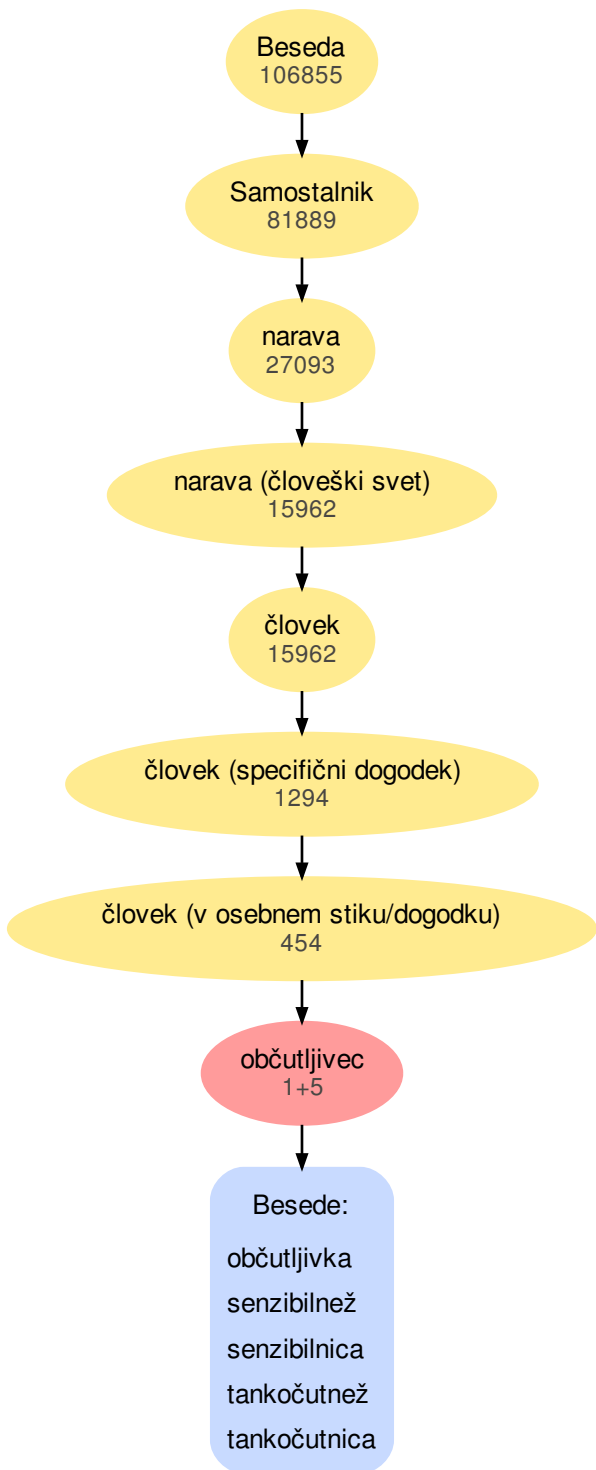 Beseda
106855
Samostalnik
81889
narava
27093
narava (človeški svet)
15962
človek
15962
človek (specifični dogodek)
1294
človek (v osebnem stiku/dogodku)
454
občutljivec
1+5
Besede:
občutljivka
senzibilnež
senzibilnica
tankočutnež
tankočutnica